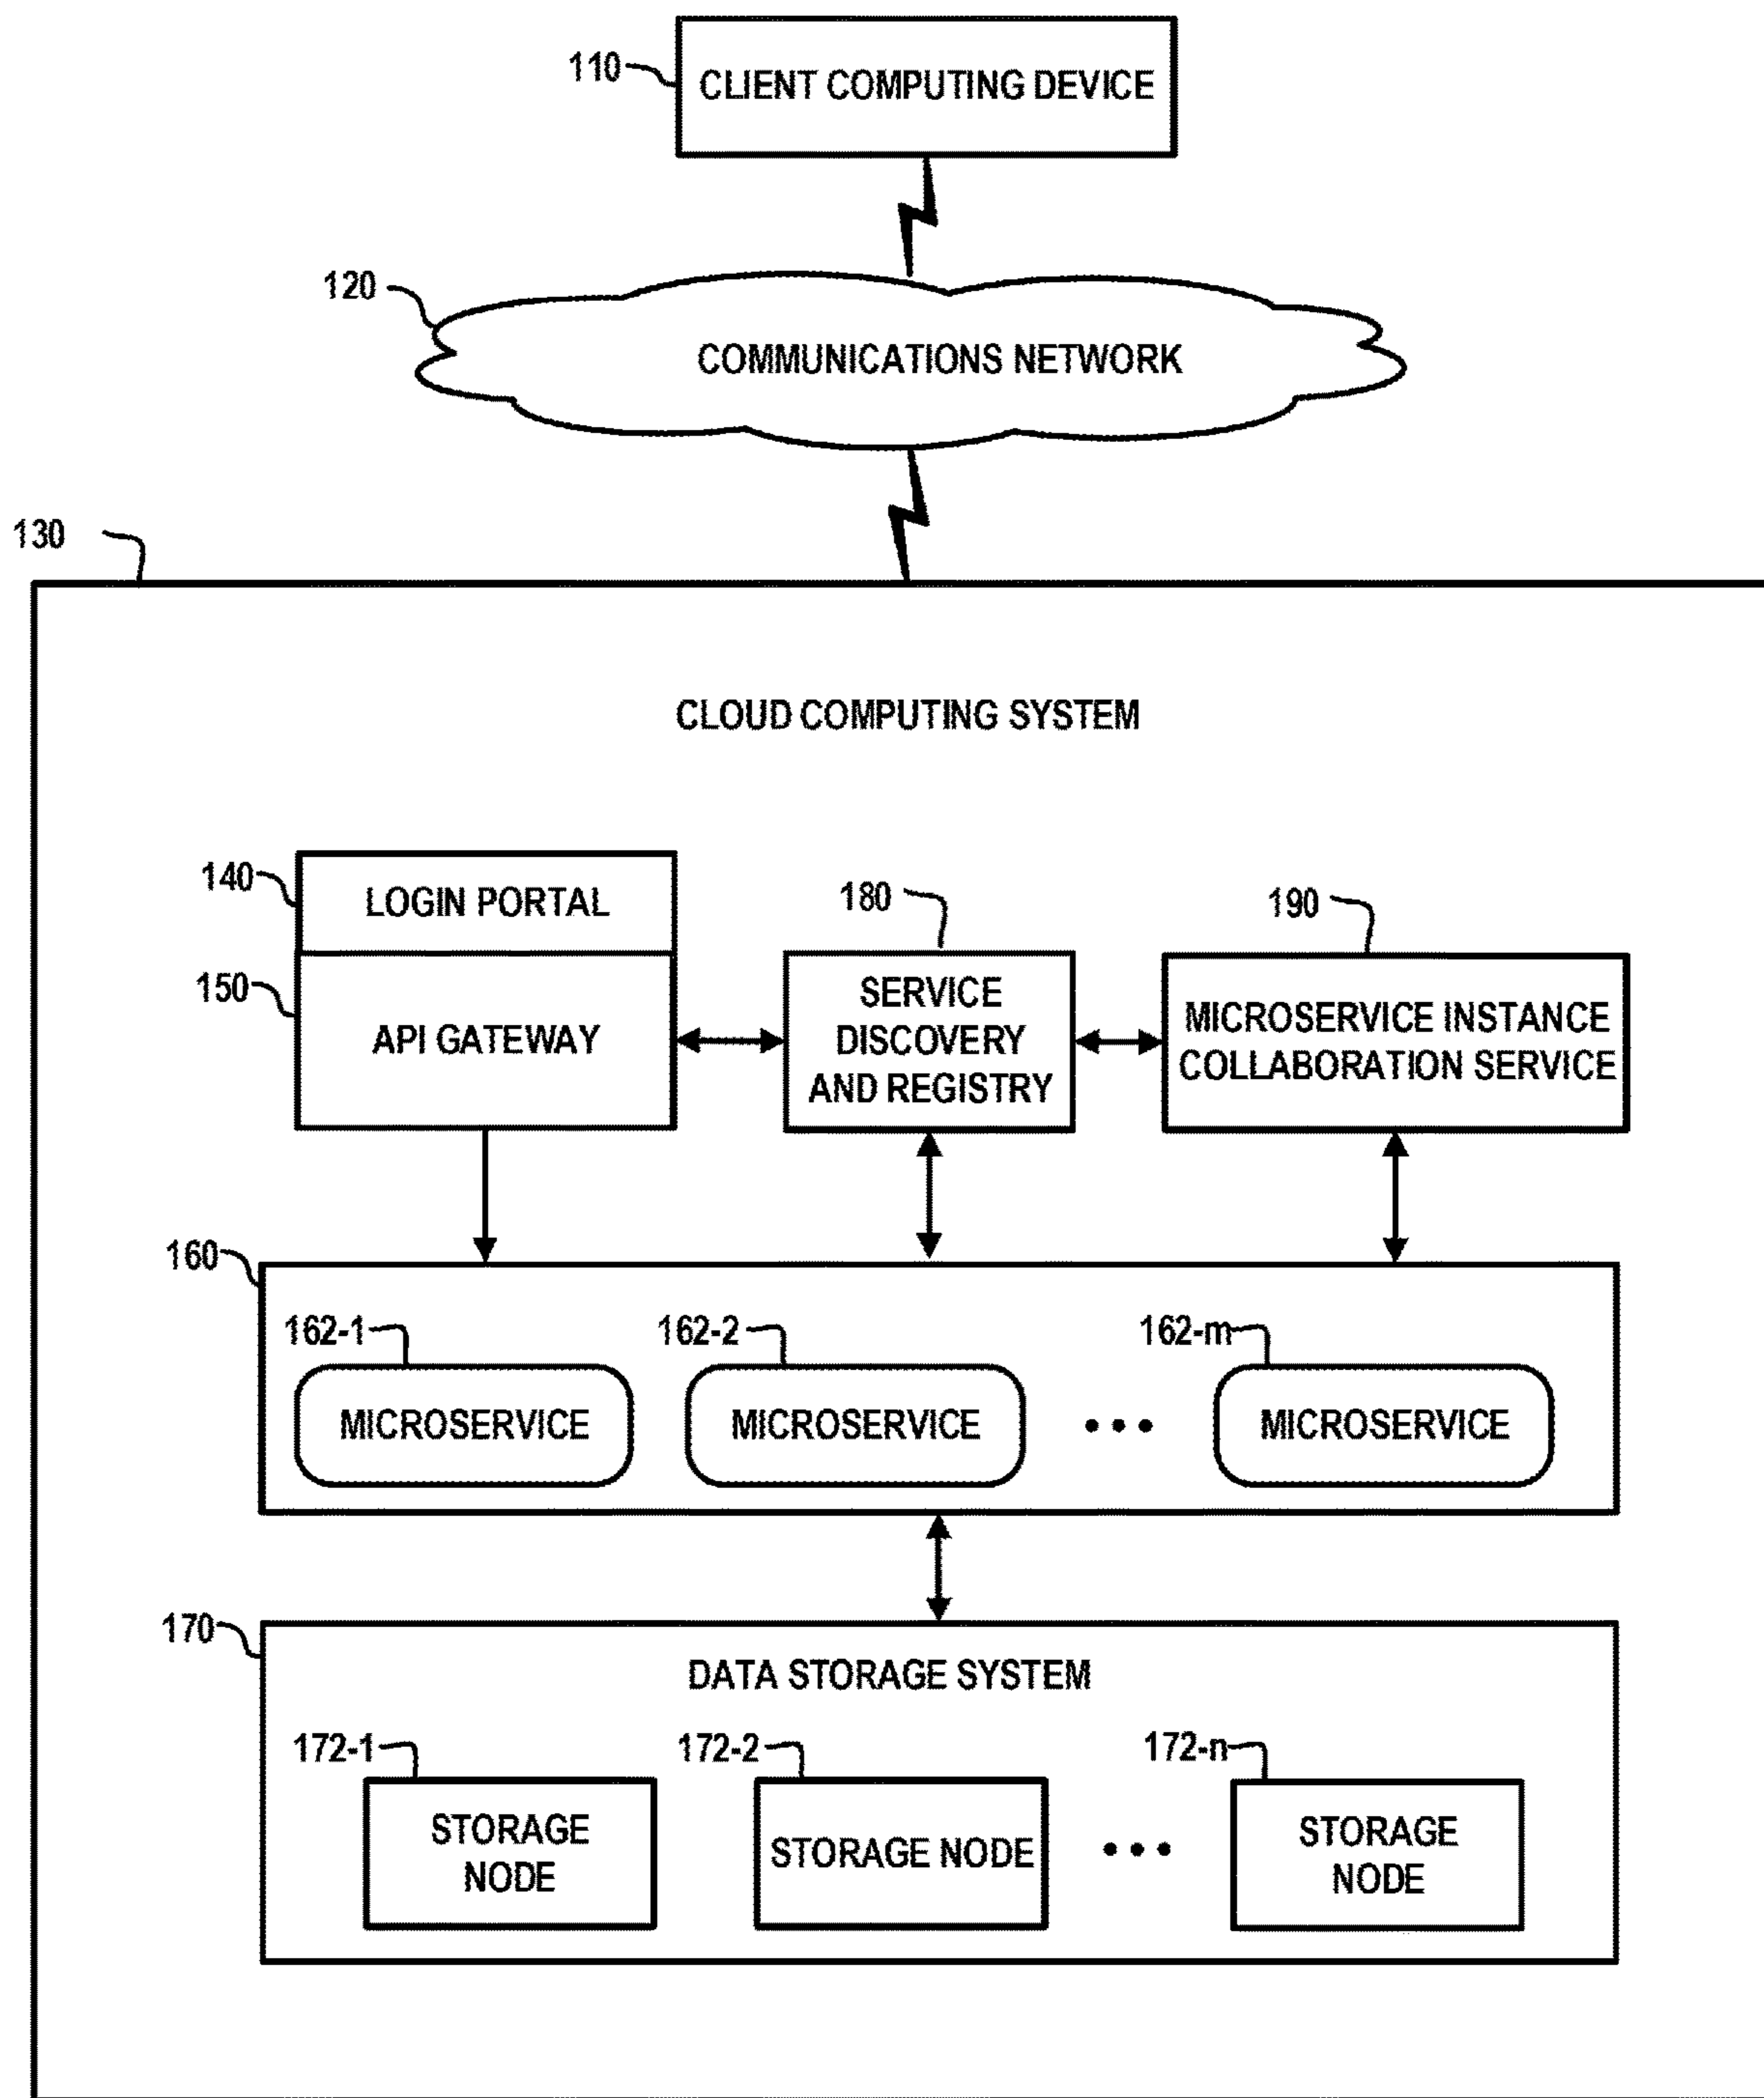 110
CLIENT COMPUTING DEVICE
120
COMMUNICATIONS NETWORK
130
CLOUD COMPUTING SYSTEM
140
LOGIN PORTAL
150
API GATEWAY
180
SERVICE
DISCOVERY
AND REGISTRY
190
MICROSERVICE INSTANCE
COLLABORATION SERVICE
160
162-1
MICROSERVICE
162-2
MICROSERVICE
• • •
162-m
MICROSERVICE
170
DATA STORAGE SYSTEM
172-1
STORAGE
NODE
172-2
STORAGE NODE
• • •
172-n
STORAGE
NODE